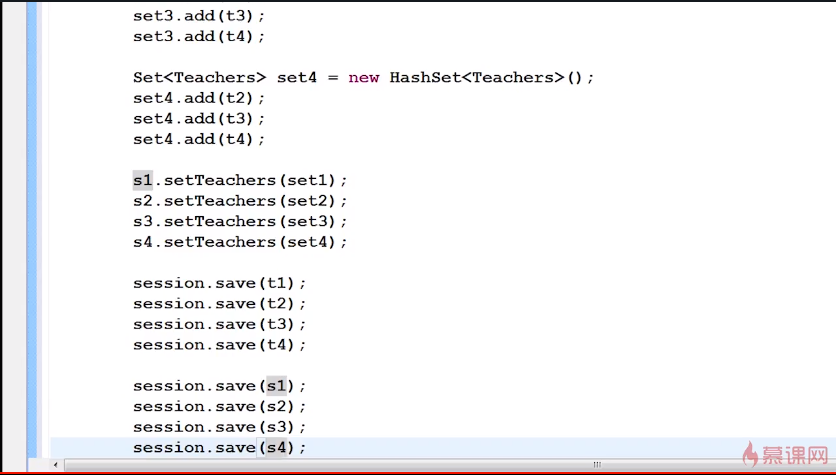 set3.add(t3);
set3.add(t4);
Set<Teachers> set4 = new HashSet<Teachers>();
set4.add(t2);
set4.add(t3);
set4.add(t4);
s1.setTeachers(set1);
s2.setTeachers(set2);
s3.setTeachers(set3);
s4.setTeachers(set4);
session.save(t1);
session.save(t2);
session.save(t3);
session.save(t4);
session.save(s1);
session.save(s2);
session.save(s3);
session.save(s4);
慕课网